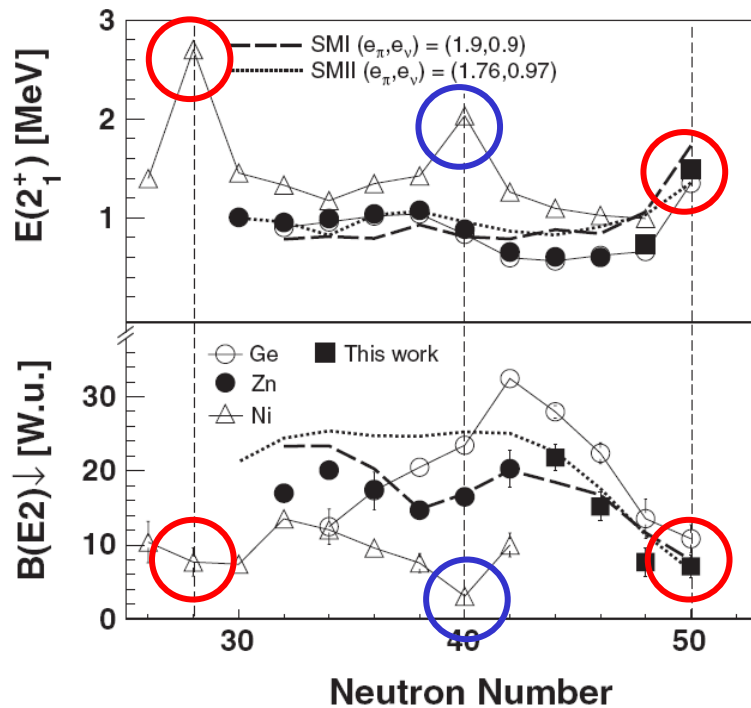 3
SMI (eπ,eν) = (1.9,0.9)
SMII (eπ,eν) = (1.76,0.97)
2
1
E(2⁺₁) [MeV]
Ge
This work
Zn
Ni
30
20
10
0
B(E2)↓ [W.u.]
30
40
50
Neutron Number